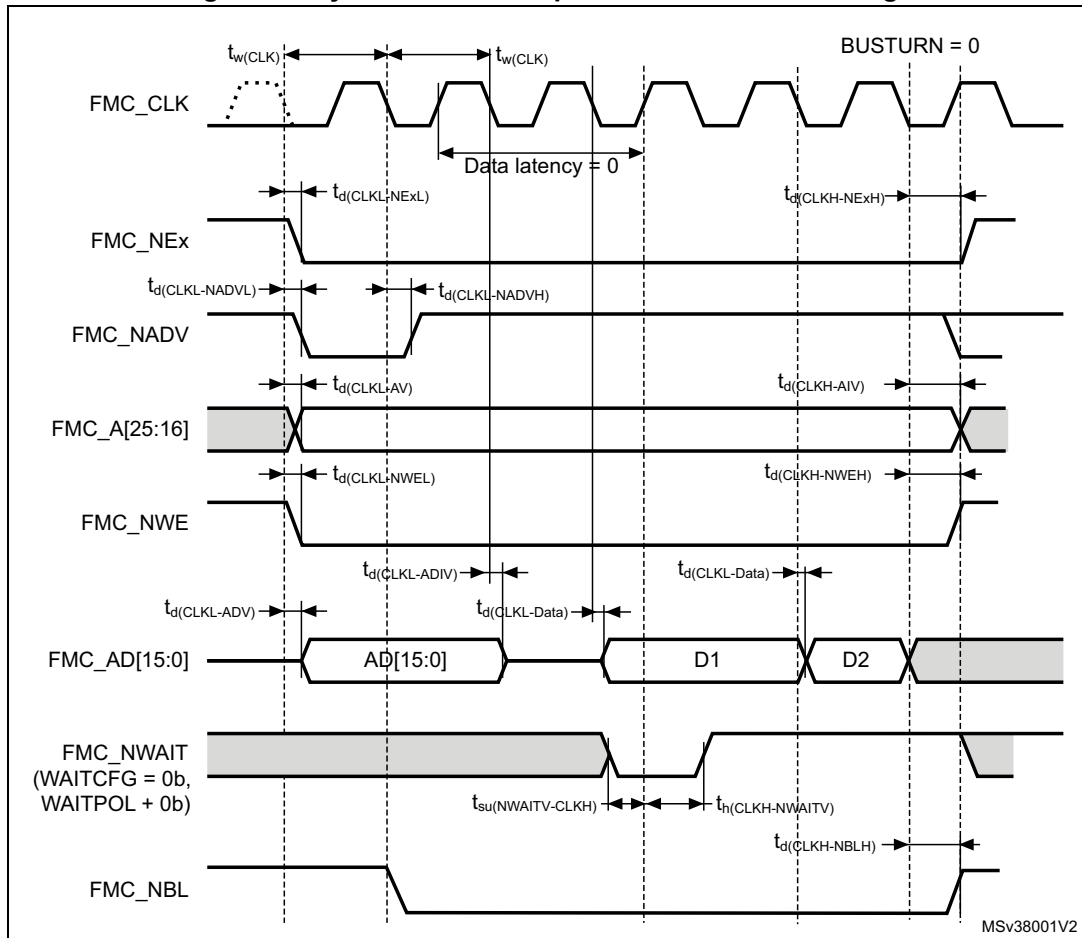 BUSTURN = 0
tw(CLK)
tw(CLK)
FMC_CLK
Data latency = 0
td(CLKL-NExL)
td(CLKH-NExH)
FMC_NEx
td(CLKL-NADVL)
td(CLKL-NADVH)
FMC_NADV
td(CLKL-AV)
td(CLKH-AIV)
FMC_A[25:16]
td(CLKL-NWEL)
td(CLKH-NWEH)
FMC_NWE
td(CLKL-ADIV)
td(CLKL-Data)
td(CLKL-ADV)
td(CLKL-Data)
FMC_AD[15:0]
AD[15:0]
D1
D2
FMC_NWAIT
(WAITCFG = 0b,
WAITPOL + 0b)
tsu(NWAITV-CLKH)
th(CLKH-NWAITV)
td(CLKH-NBLH)
FMC_NBL
MSv38001V2